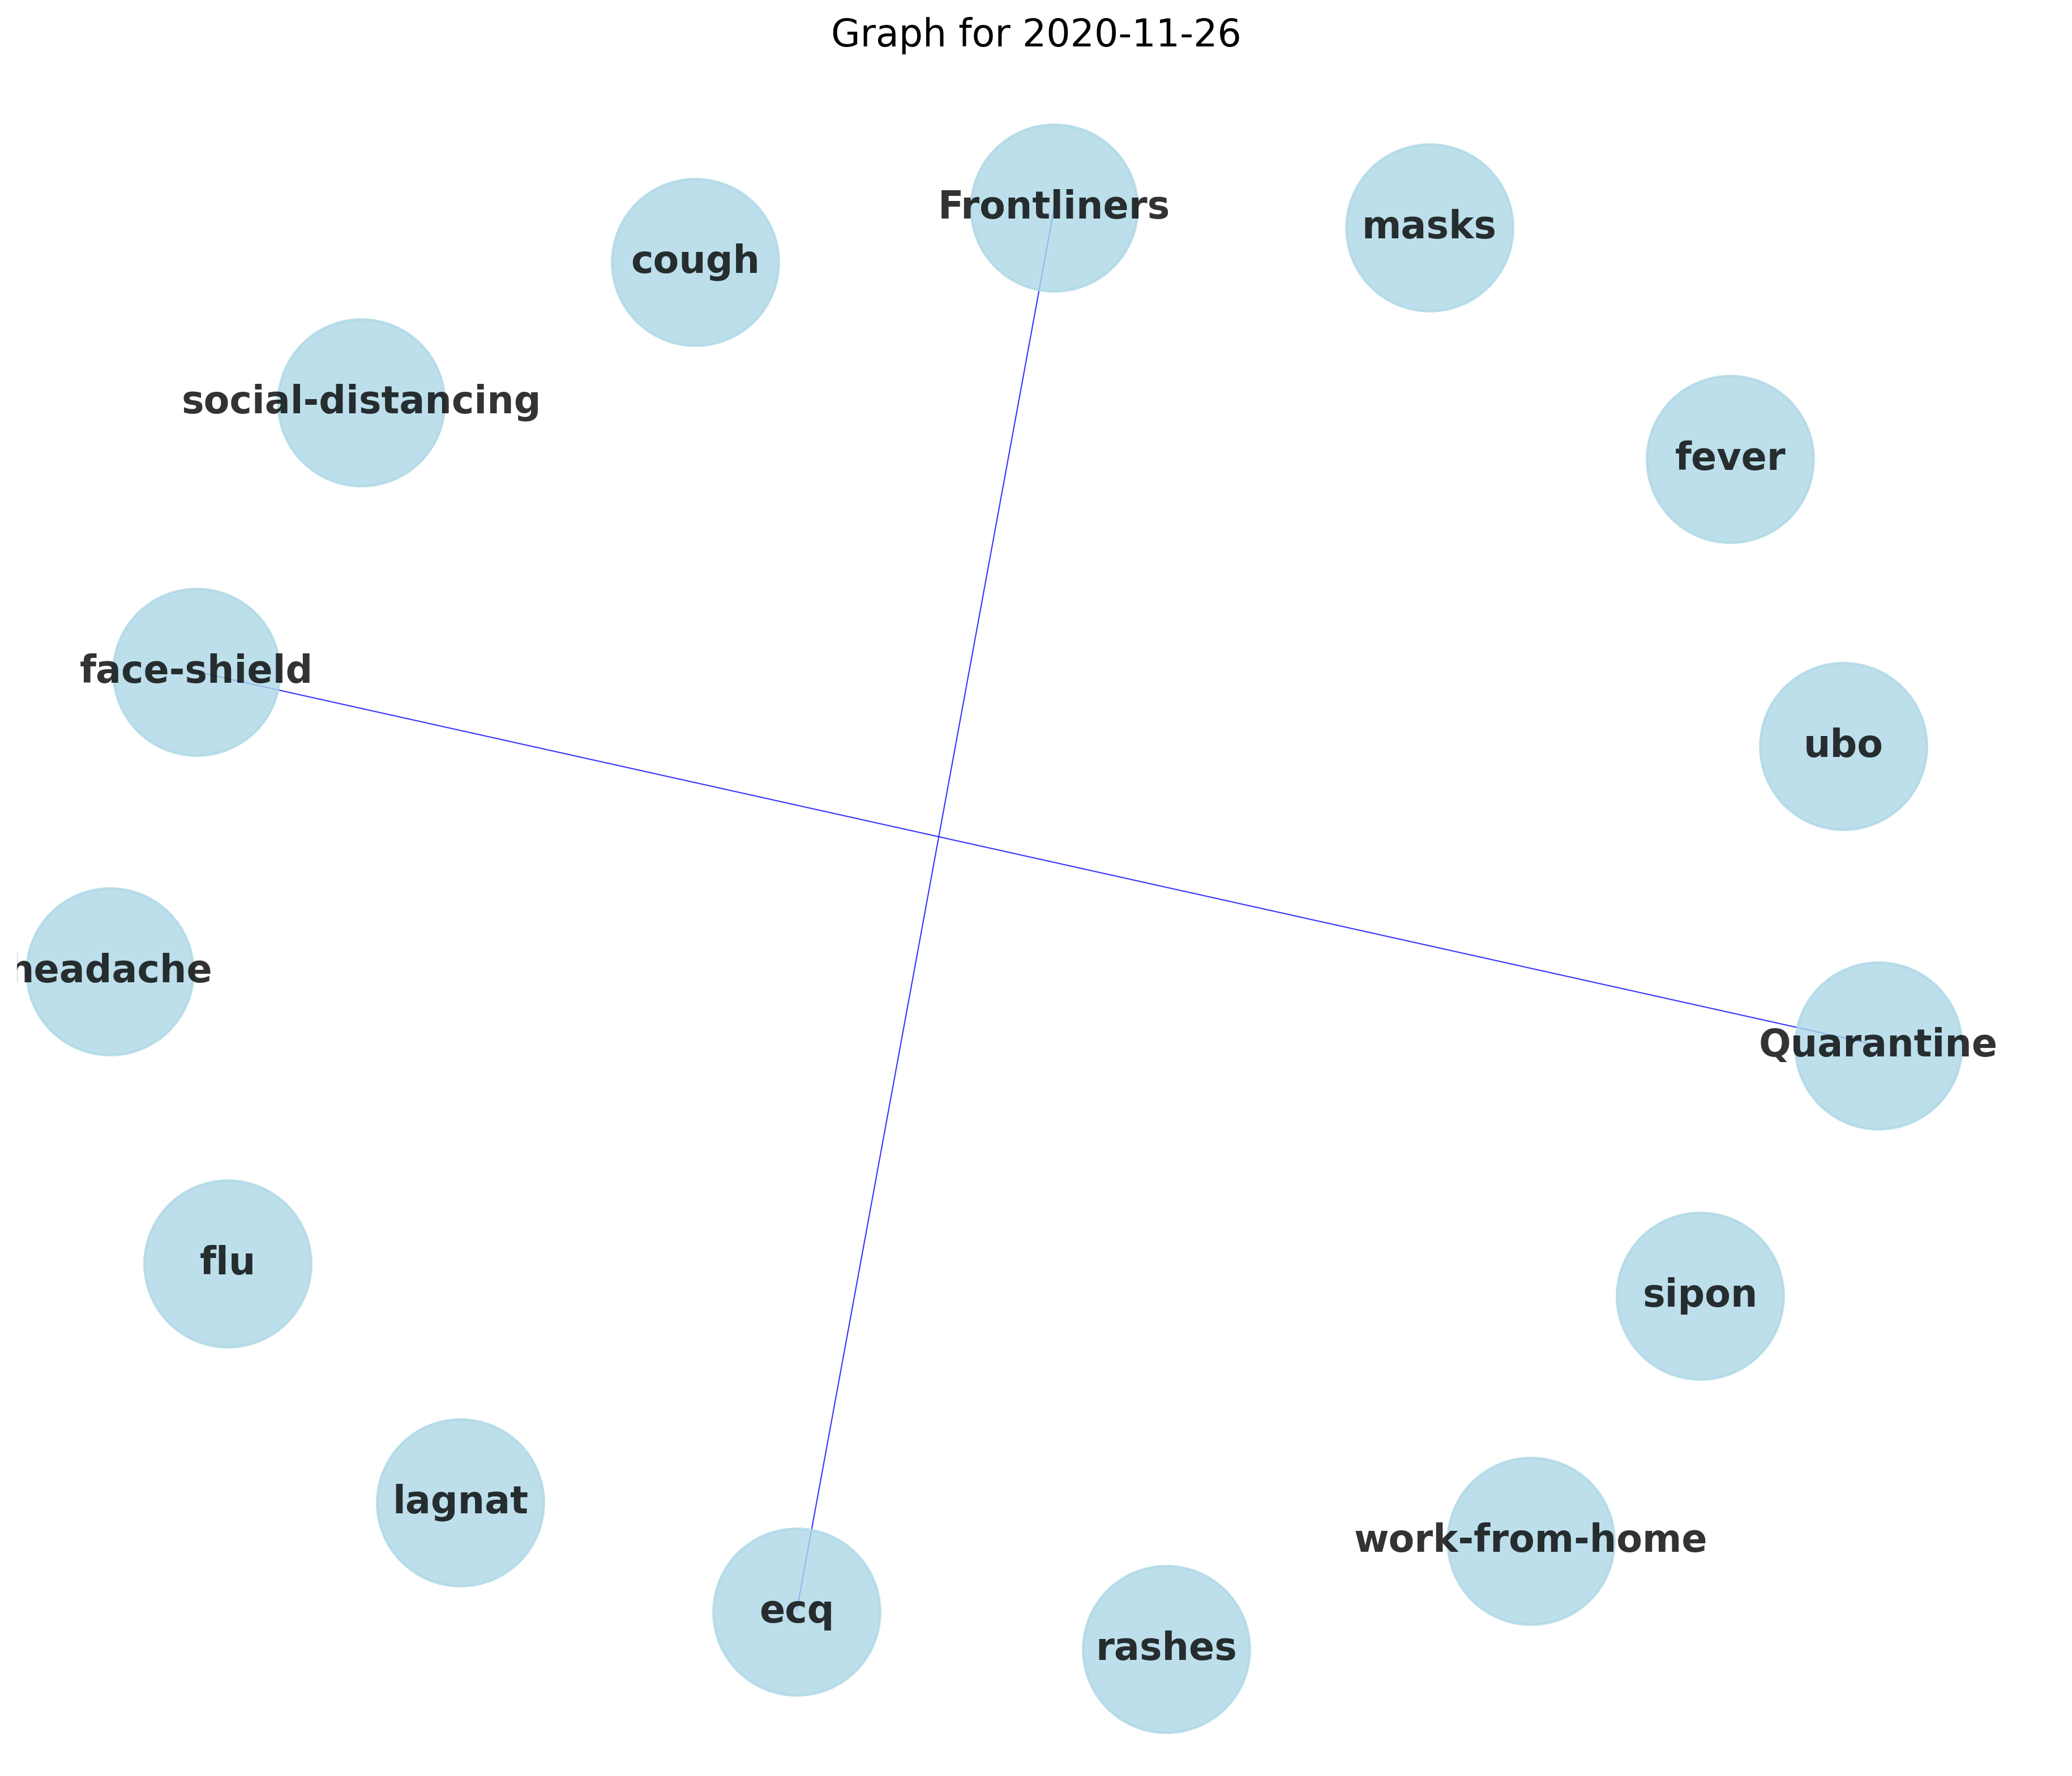 Graph for 2020-11-26
Frontliners
masks
cough
social-distancing
fever
face-shield
ubo
headache
Quarantine
flu
sipon
lagnat
work-from-home
ecq
rashes